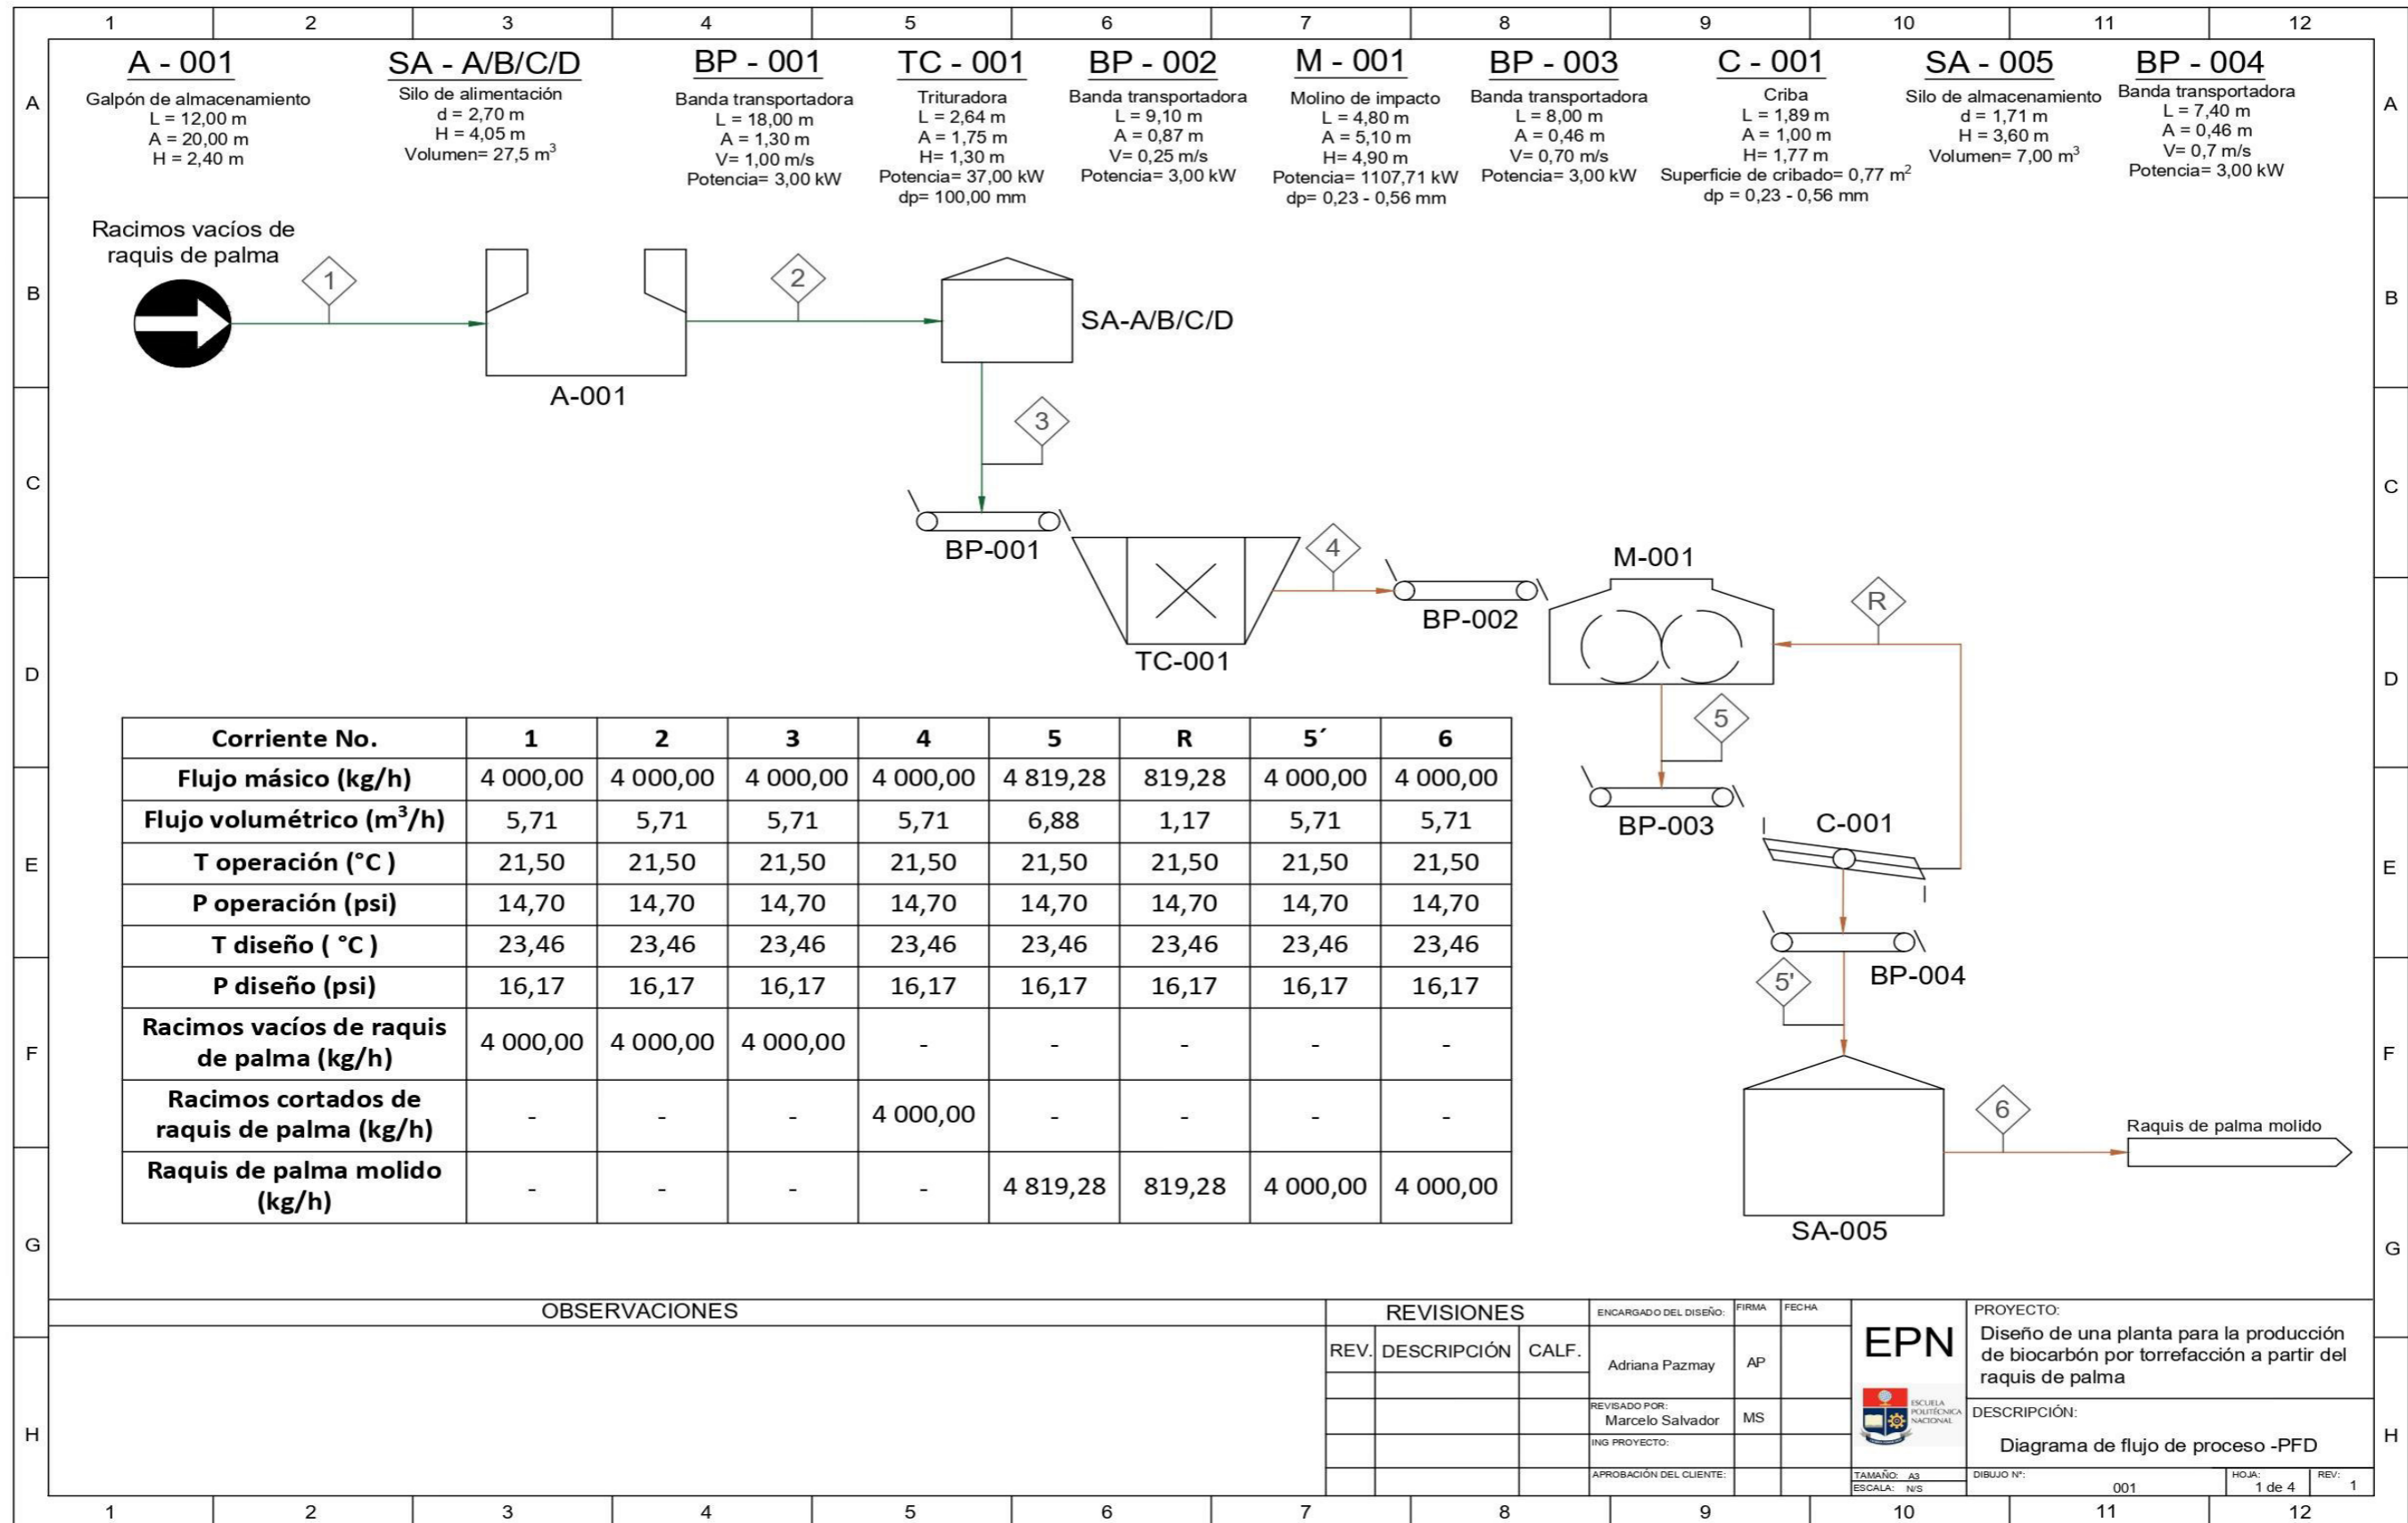 1 2 3 4 5 6 7 8 9 10 11 12
A A
B B
C C
D D
E E
F F
G G
H H
A - 001
Galpón de almacenamiento
L = 12,00 m
A = 20,00 m
H = 2,40 m
SA - A/B/C/D
Silo de alimentación
d = 2,70 m
H = 4,05 m
Volumen= 27,5 m³
BP - 001
Banda transportadora
L = 18,00 m
A = 1,30 m
V= 1,00 m/s
Potencia= 3,00 kW
TC - 001
Trituradora
L = 2,64 m
A = 1,75 m
H= 1,30 m
Potencia= 37,00 kW
dp= 100,00 mm
BP - 002
Banda transportadora
L = 9,10 m
A = 0,87 m
V= 0,25 m/s
Potencia= 3,00 kW
M - 001
Molino de impacto
L = 4,80 m
A = 5,10 m
H= 4,90 m
Potencia= 1107,71 kW
dp= 0,23 - 0,56 mm
BP - 003
Banda transportadora
L = 8,00 m
A = 0,46 m
V= 0,70 m/s
Potencia= 3,00 kW
C - 001
Criba
L = 1,89 m
A = 1,00 m
H= 1,77 m
Superficie de cribado= 0,77 m²
dp = 0,23 - 0,56 mm
SA - 005
Silo de almacenamiento
d = 1,71 m
H = 3,60 m
Volumen= 7,00 m³
BP - 004
Banda transportadora
L = 7,40 m
A = 0,46 m
V= 0,7 m/s
Potencia= 3,00 kW
Racimos vacíos de
raquis de palma
1
2
A-001
SA-A/B/C/D
3
BP-001
TC-001
4
BP-002
M-001
R
5
BP-003
C-001
BP-004
5'
SA-005
6
Raquis de palma molido
Corriente No. 1 2 3 4 5 R 5´ 6
Flujo másico (kg/h) 4 000,00 4 000,00 4 000,00 4 000,00 4 819,28 819,28 4 000,00 4 000,00
Flujo volumétrico (m³/h) 5,71 5,71 5,71 5,71 6,88 1,17 5,71 5,71
T operación (°C ) 21,50 21,50 21,50 21,50 21,50 21,50 21,50 21,50
P operación (psi) 14,70 14,70 14,70 14,70 14,70 14,70 14,70 14,70
T diseño ( °C ) 23,46 23,46 23,46 23,46 23,46 23,46 23,46 23,46
P diseño (psi) 16,17 16,17 16,17 16,17 16,17 16,17 16,17 16,17
Racimos vacíos de raquis
de palma (kg/h) 4 000,00 4 000,00 4 000,00 - - - - -
Racimos cortados de
raquis de palma (kg/h) - - - 4 000,00 - - - -
Raquis de palma molido
(kg/h) - - - - 4 819,28 819,28 4 000,00 4 000,00
OBSERVACIONES
REVISIONES
REV. DESCRIPCIÓN CALF.
ENCARGADO DEL DISEÑO: FIRMA FECHA
Adriana Pazmay AP
REVISADO POR:
Marcelo Salvador MS
ING PROYECTO:
APROBACIÓN DEL CLIENTE:
EPN
ESCUELA
POLITÉCNICA
NACIONAL
TAMAÑO: A3
ESCALA: N/S
PROYECTO:
Diseño de una planta para la producción
de biocarbón por torrefacción a partir del
raquis de palma
DESCRIPCIÓN:
Diagrama de flujo de proceso -PFD
DIBUJO N°: 001
HOJA: 1 de 4
REV: 1
1 2 3 4 5 6 7 8 9 10 11 12